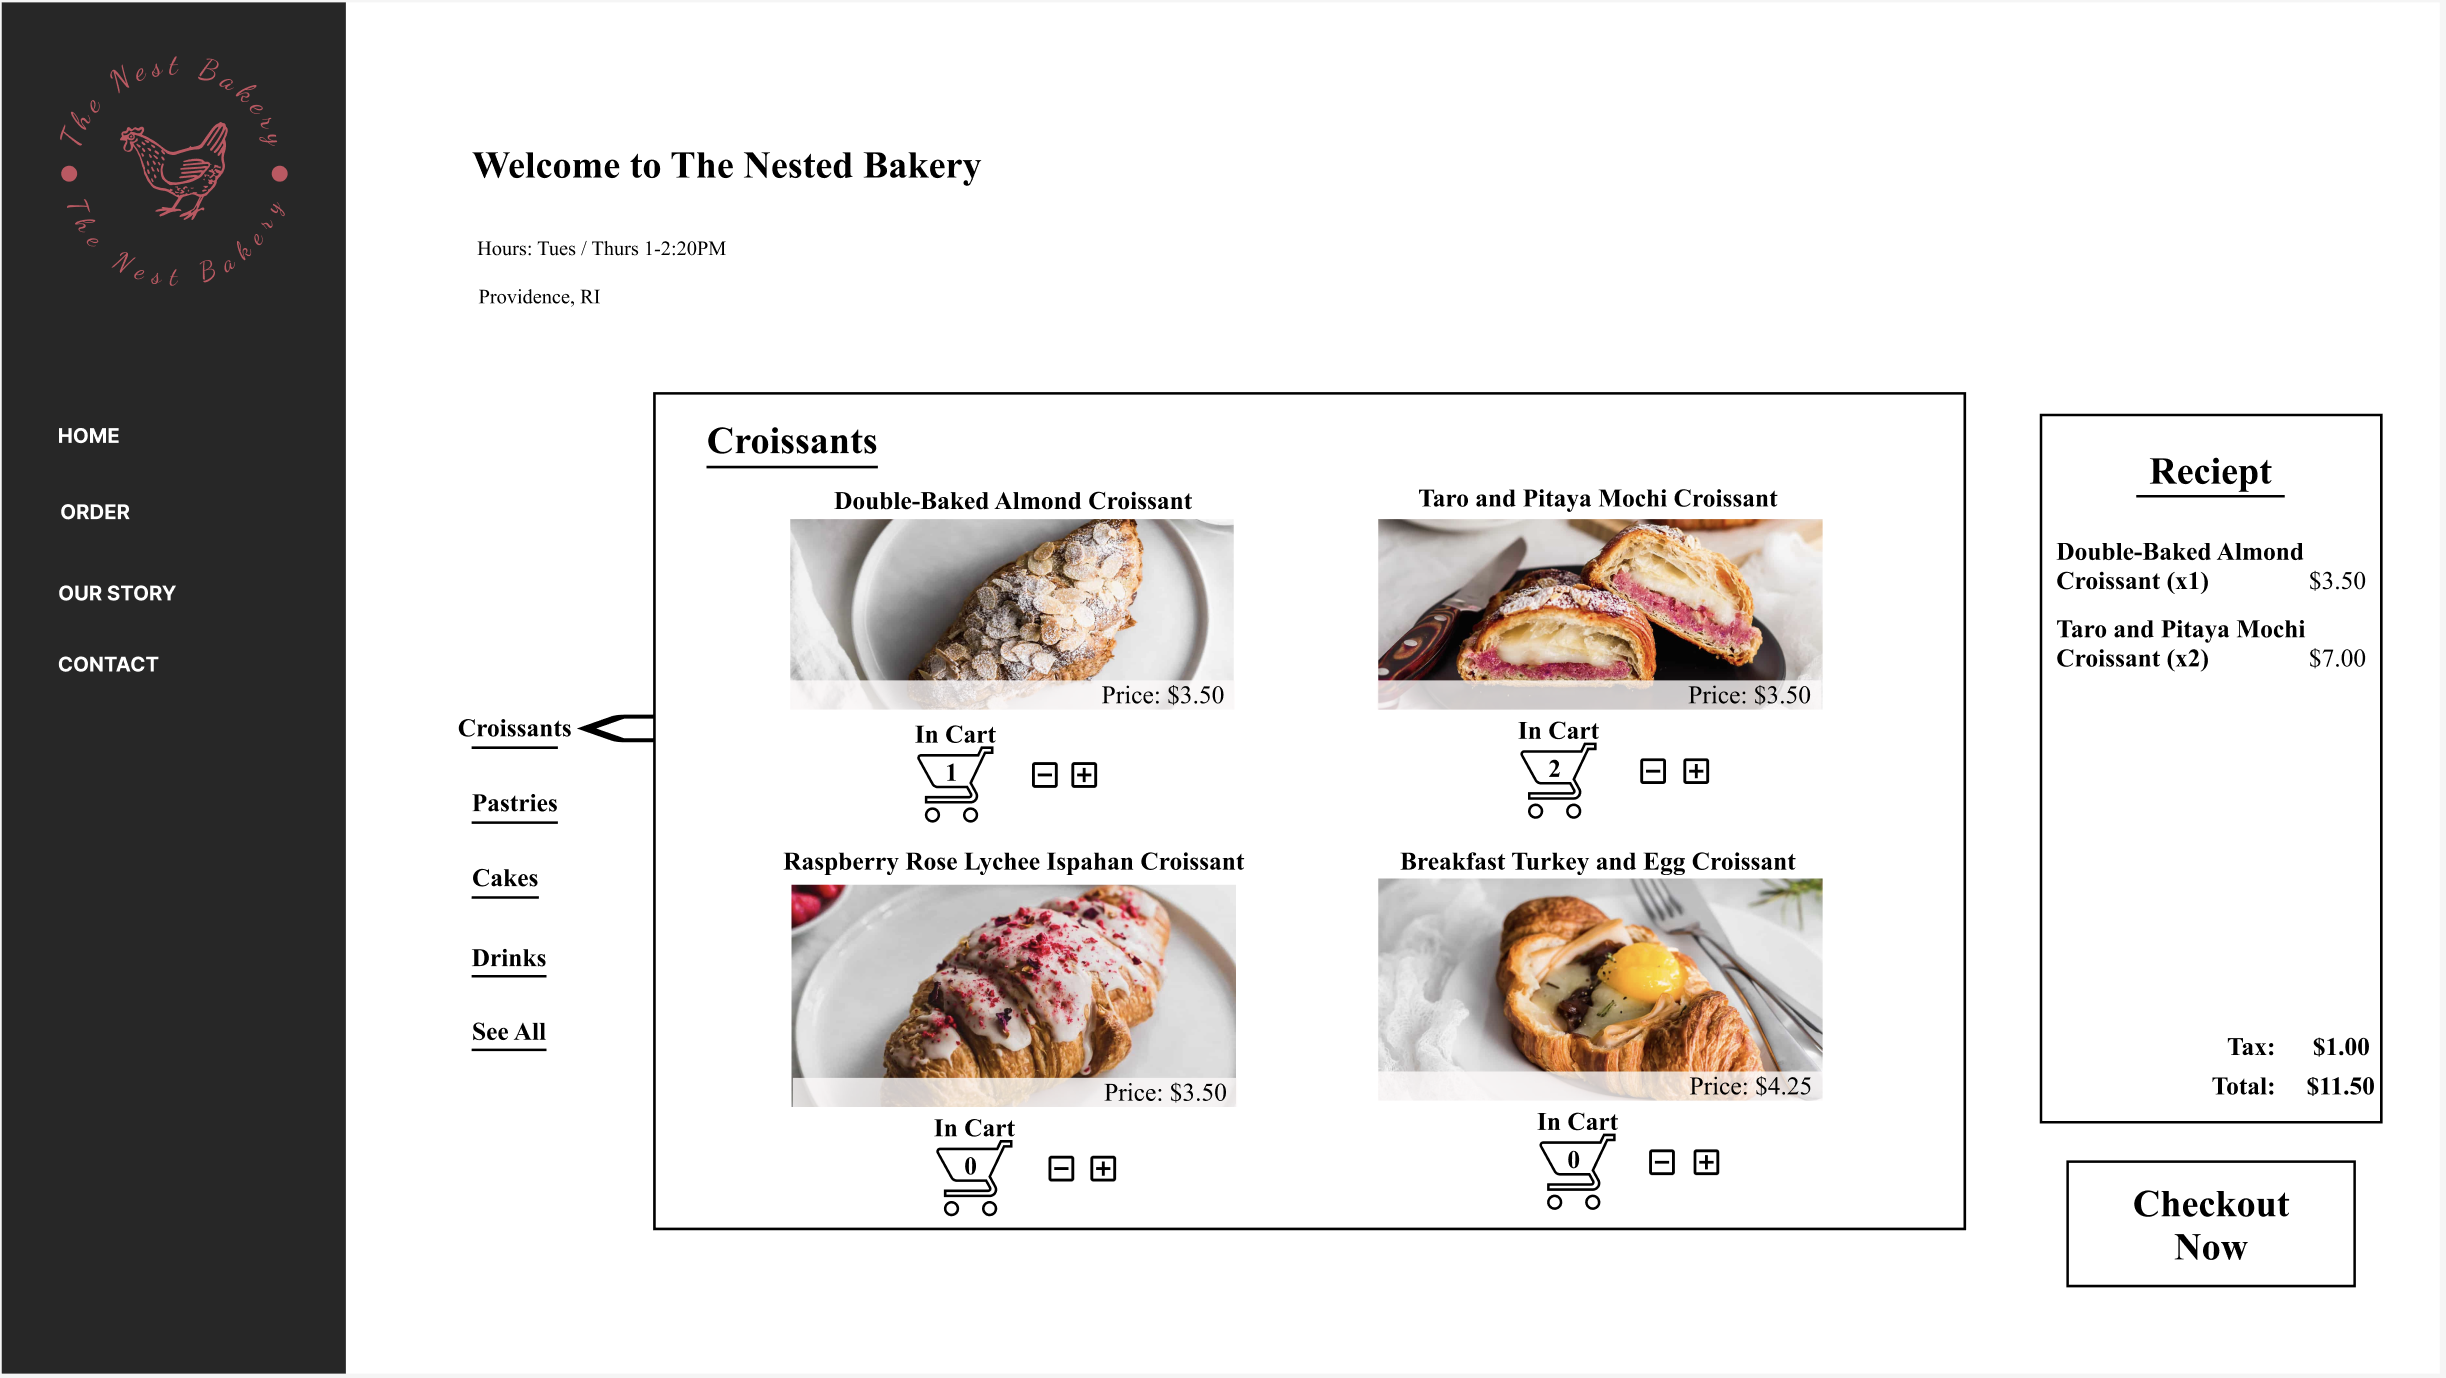 The Nest Bakery
The Nest Bakery
HOME
ORDER
OUR STORY
CONTACT
Welcome to The Nested Bakery
Hours: Tues / Thurs 1-2:20PM
Providence, RI
Croissants
Pastries
Cakes
Drinks
See All
Croissants
Double-Baked Almond Croissant
Price: $3.50
In Cart
1
Taro and Pitaya Mochi Croissant
Price: $3.50
In Cart
2
Raspberry Rose Lychee Ispahan Croissant
Price: $3.50
In Cart
0
Breakfast Turkey and Egg Croissant
Price: $4.25
In Cart
0
Reciept
Double-Baked Almond
Croissant (x1) $3.50
Taro and Pitaya Mochi
Croissant (x2) $7.00
Tax: $1.00
Total: $11.50
Checkout
Now